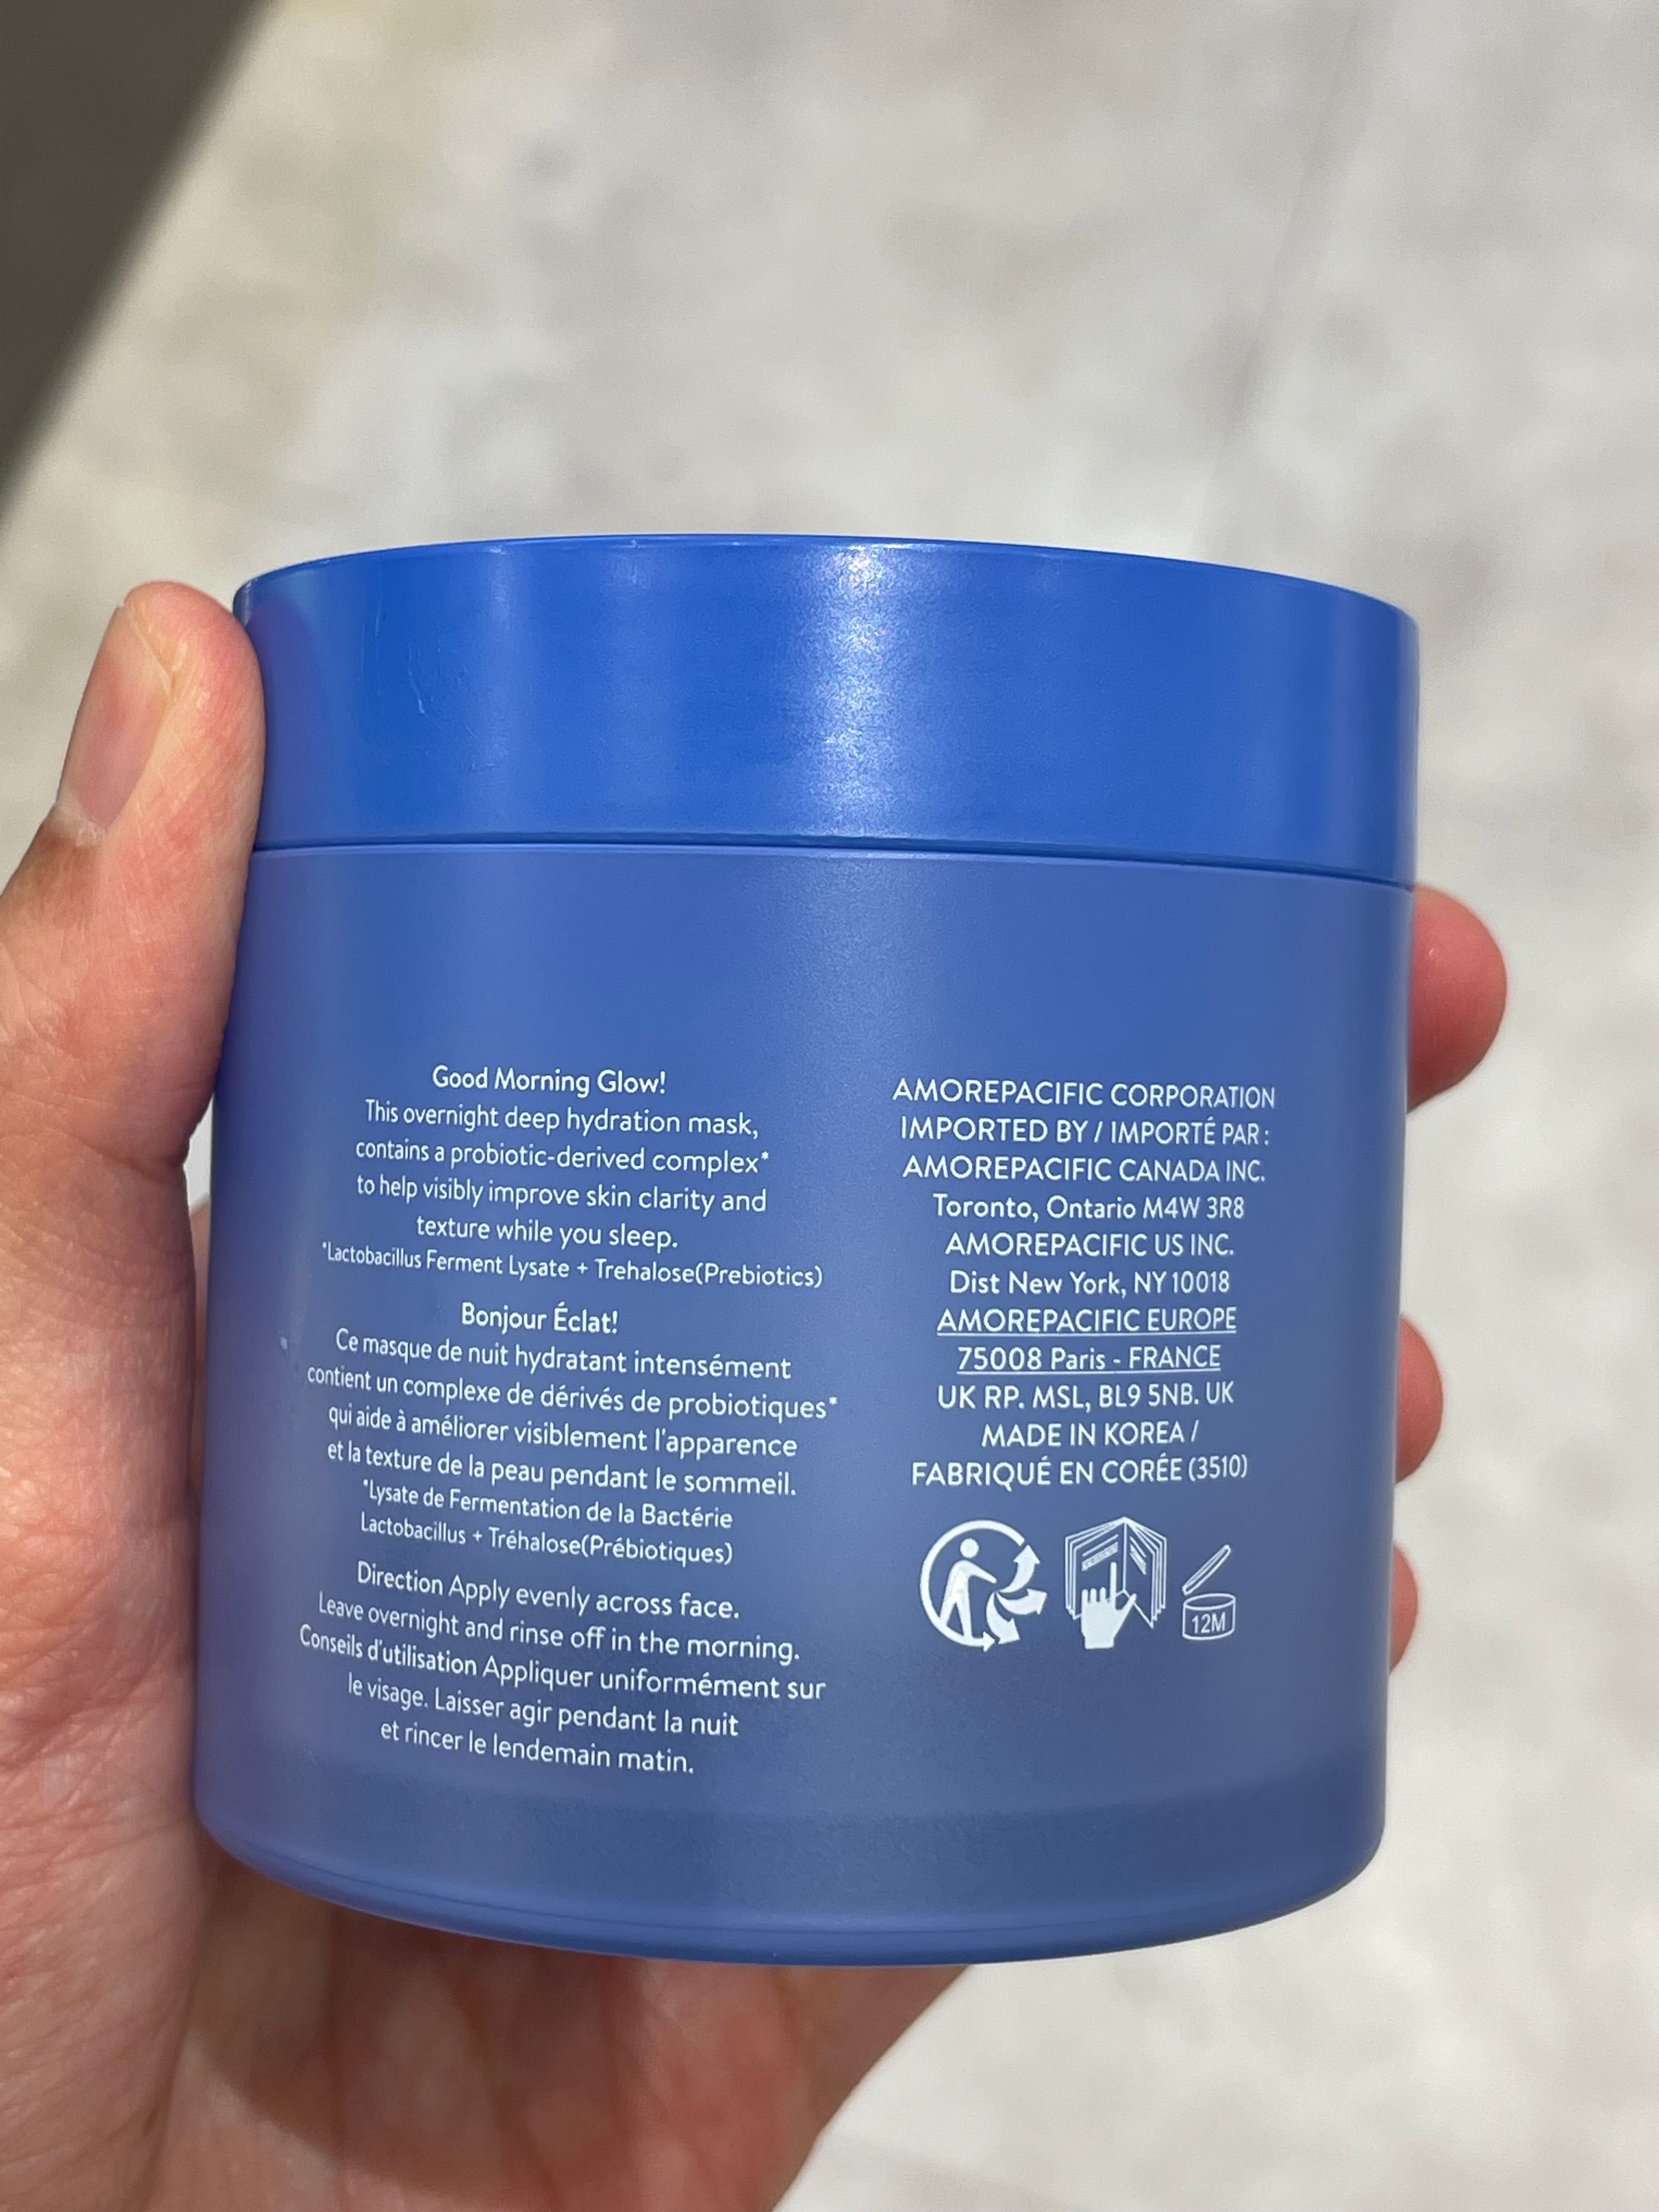 Good Morning Glow!
This overnight deep hydration mask,
contains a probiotic-derived complex*
to help visibly improve skin clarity and
texture while you sleep.
*Lactobacillus Ferment Lysate + Trehalose(Prebiotics)
Bonjour Éclat!
Ce masque de nuit hydratant intensément
contient un complexe de dérivés de probiotiques*
qui aide à améliorer visiblement l'apparence
et la texture de la peau pendant le sommeil.
*Lysate de Fermentation de la Bactérie
Lactobacillus + Tréhalose(Prébiotiques)
Direction Apply evenly across face.
Leave overnight and rinse off in the morning.
Conseils d'utilisation Appliquer uniformément sur
le visage. Laisser agir pendant la nuit
et rincer le lendemain matin.
AMOREPACIFIC CORPORATION
IMPORTED BY / IMPORTÉ PAR :
AMOREPACIFIC CANADA INC.
Toronto, Ontario M4W 3R8
AMOREPACIFIC US INC.
Dist New York, NY 10018
AMOREPACIFIC EUROPE
75008 Paris - FRANCE
UK RP. MSL, BL9 5NB. UK
MADE IN KOREA /
FABRIQUÉ EN CORÉE (3510)
12M